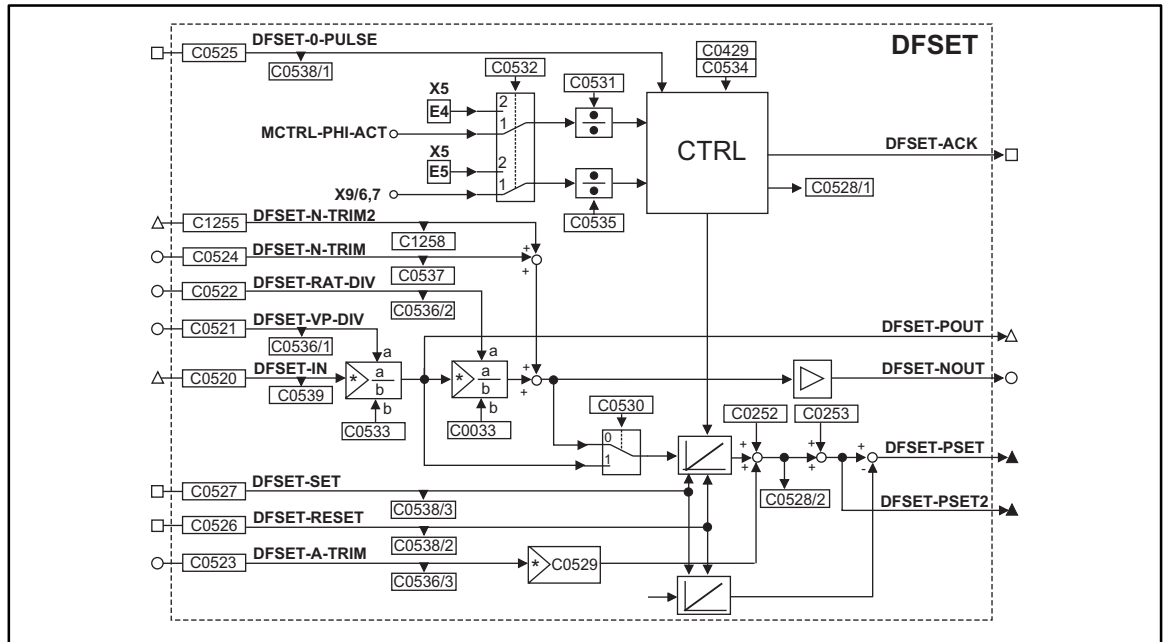 DFSET
C0525 DFSET-0-PULSE
C0538/1
C0429
C0534
C0532
C0531
X5
E4
2
1
MCTRL-PHI-ACT
CTRL
DFSET-ACK
X5
E5
2
1
X9/6,7
C0535
C0528/1
C1255 DFSET-N-TRIM2
C1258
+
C0524 DFSET-N-TRIM
C0537
+
C0522 DFSET-RAT-DIV
C0536/2
C0521 DFSET-VP-DIV
C0536/1
DFSET-POUT
a
a
C0520 DFSET-IN
C0539
* a
b
* a
b
+
+
DFSET-NOUT
b
b
C0533
C0033
C0530
C0252
C0253
0
1
+
+
+
+
+
-
DFSET-PSET
C0527 DFSET-SET
C0538/3
C0528/2
DFSET-PSET2
C0526 DFSET-RESET
C0538/2
C0523 DFSET-A-TRIM
C0536/3
* C0529